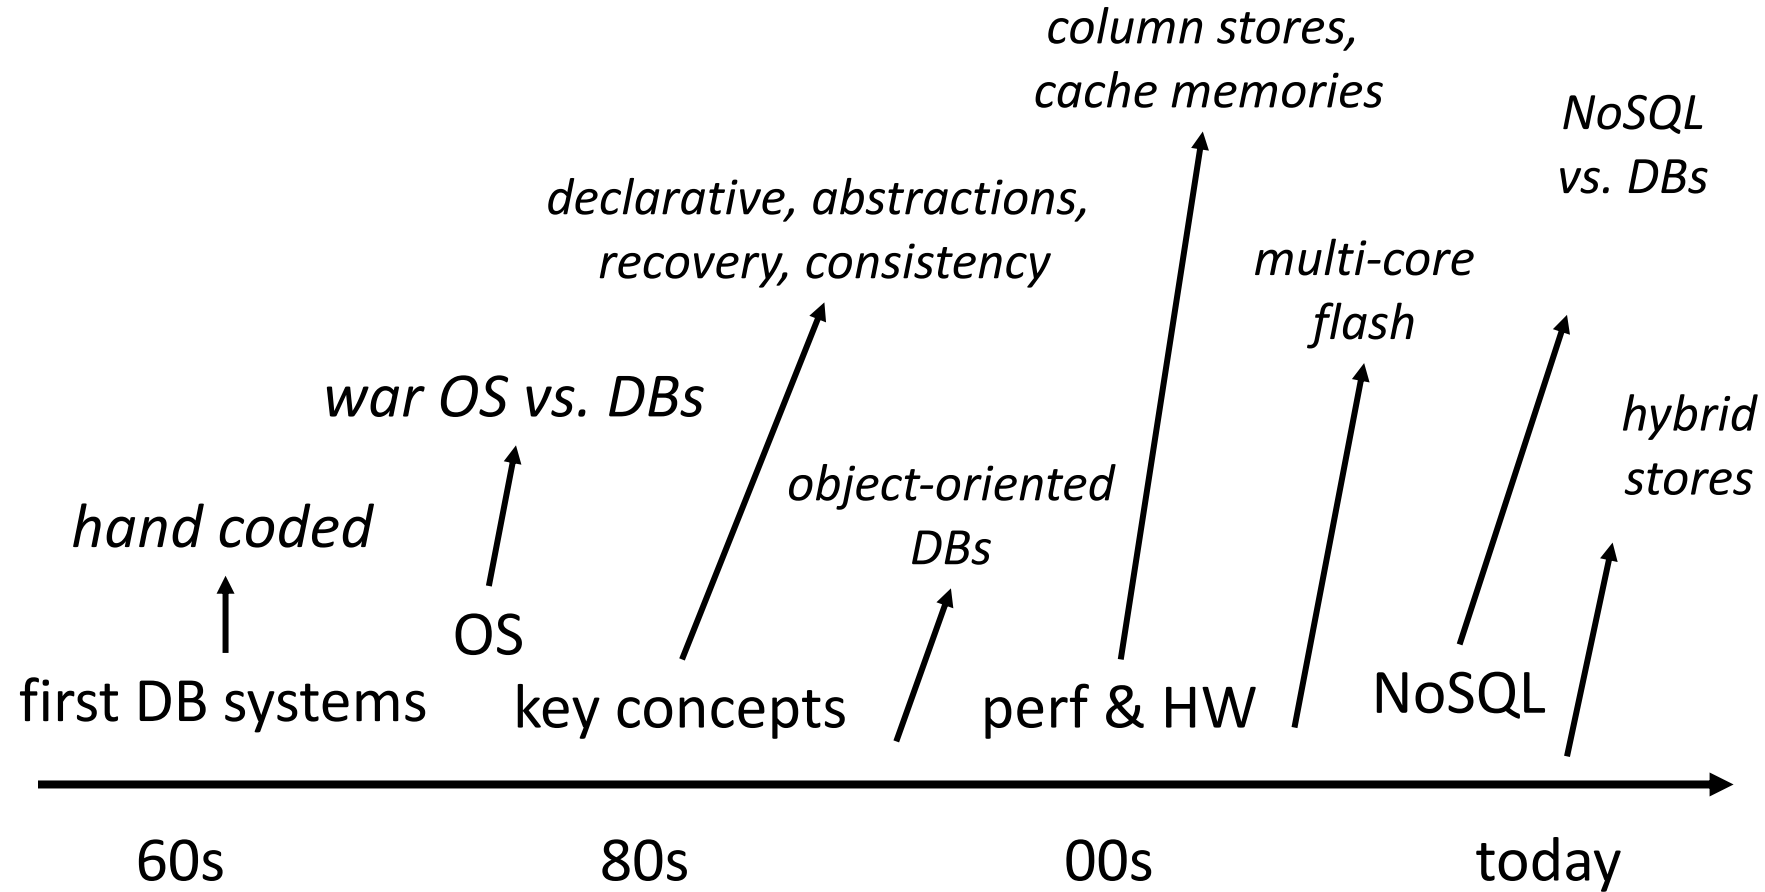 column stores,
cache memories
NoSQL
vs. DBs
declarative, abstractions,
recovery, consistency
multi-core
flash
war OS vs. DBs
hybrid
stores
object-oriented
DBs
hand coded
OS
first DB systems
key concepts
perf & HW
NoSQL
60s
80s
00s
today